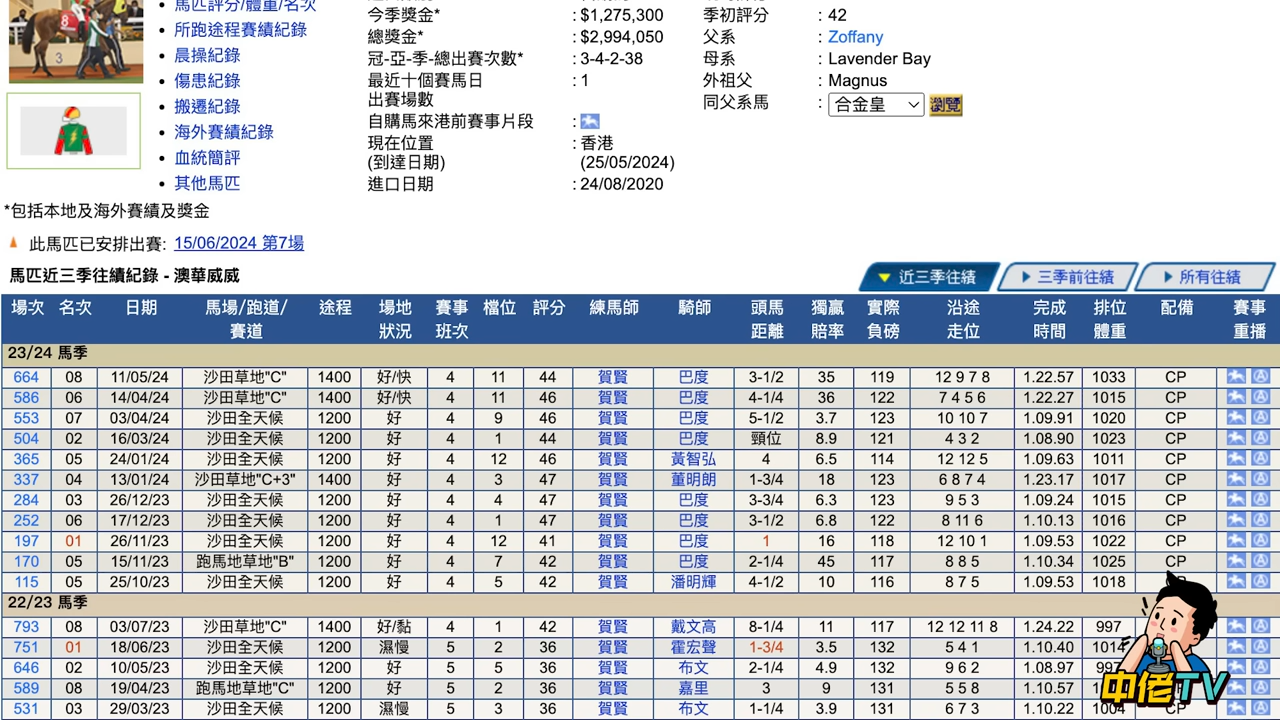 馬匹評分/體重/名次
所跑途程賽績紀錄
晨操紀錄
傷患紀錄
搬遷紀錄
海外賽績紀錄
血統簡評
其他馬匹
今季獎金* : $1,275,300
總獎金* : $2,994,050
冠-亞-季-總出賽次數* : 3-4-2-38
最近十個賽馬日 : 1
出賽場數
自購馬來港前賽事片段 :
現在位置 : 香港
(到達日期) (25/05/2024)
進口日期 : 24/08/2020
季初評分 : 42
父系 : Zoffany
母系 : Lavender Bay
外祖父 : Magnus
同父系馬 : 合金皇 瀏覽
*包括本地及海外賽績及獎金
此馬匹已安排出賽: 15/06/2024 第7場
馬匹近三季往績紀錄 - 澳華威威
近三季往績 三季前往績 所有往績
場次 名次 日期 馬場/跑道/ 途程 場地 賽事 檔位 評分 練馬師 騎師 頭馬 獨贏 實際 沿途 完成 排位 配備 賽事
賽道 狀況 班次 距離 賠率 負磅 走位 時間 體重 重播
23/24 馬季
664 08 11/05/24 沙田草地"C" 1400 好/快 4 11 44 賀賢 巴度 3-1/2 35 119 12 9 7 8 1.22.57 1033 CP
586 06 14/04/24 沙田草地"C" 1400 好/快 4 11 46 賀賢 巴度 4-1/4 36 122 7 4 5 6 1.22.27 1015 CP
553 07 03/04/24 沙田全天候 1200 好 4 9 46 賀賢 巴度 5-1/2 3.7 123 10 10 7 1.09.91 1020 CP
504 02 16/03/24 沙田全天候 1200 好 4 1 44 賀賢 巴度 頸位 8.9 121 4 3 2 1.08.90 1023 CP
365 05 24/01/24 沙田全天候 1200 好 4 12 46 賀賢 黃智弘 4 6.5 114 12 12 5 1.09.63 1011 CP
337 04 13/01/24 沙田草地"C+3" 1400 好 4 3 47 賀賢 董明朗 1-3/4 18 123 6 8 7 4 1.23.17 1017 CP
284 03 26/12/23 沙田全天候 1200 好 4 4 47 賀賢 巴度 3-3/4 6.3 123 9 5 3 1.09.24 1015 CP
252 06 17/12/23 沙田全天候 1200 好 4 1 47 賀賢 巴度 3-1/2 6.8 122 8 11 6 1.10.13 1016 CP
197 01 26/11/23 沙田全天候 1200 好 4 12 41 賀賢 巴度 1 16 118 12 10 1 1.09.53 1022 CP
170 05 15/11/23 跑馬地草地"B" 1200 好 4 7 42 賀賢 巴度 2-1/4 45 117 8 8 5 1.10.34 1025 CP
115 05 25/10/23 沙田全天候 1200 好 4 5 42 賀賢 潘明輝 4-1/2 10 116 8 7 5 1.09.53 1018 CP
22/23 馬季
793 08 03/07/23 沙田草地"C" 1400 好/黏 4 1 42 賀賢 戴文高 8-1/4 11 117 12 12 11 8 1.24.22 997
751 01 18/06/23 沙田全天候 1200 濕慢 5 2 36 賀賢 霍宏聲 1-3/4 3.5 132 5 4 1 1.10.40 1014
646 02 10/05/23 沙田全天候 1200 好 5 5 36 賀賢 布文 2-1/4 4.9 132 9 6 2 1.08.97 997
589 08 19/04/23 跑馬地草地"C" 1200 好 5 2 36 賀賢 嘉里 3 9 131 5 5 8 1.10.57
531 03 29/03/23 沙田全天候 1200 濕慢 5 3 36 賀賢 布文 1-1/4 3.9 131 6 7 3 1.10.22 1004 CP
中佬TV